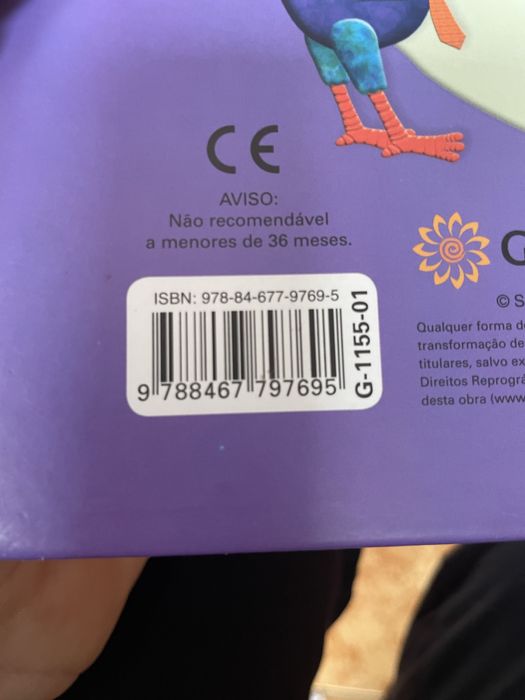 CE
AVISO:
Não recomendável
a menores de 36 meses.
G
© S
Qualquer forma d
transformação de
titulares, salvo ex
Direitos Reprográ
desta obra (www
ISBN: 978-84-677-9769-5
9 788467 797695
G-1155-01